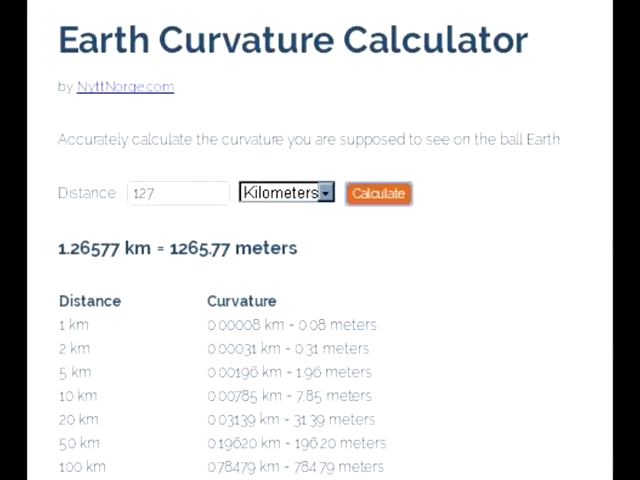 Earth Curvature Calculator
by NyttNorge.com
Accurately calculate the curvature you are supposed to see on the ball Earth
Distance 127 Kilometers Calculate
1.26577 km = 1265.77 meters
Distance Curvature
1 km 0.00008 km - 0.08 meters
2 km 0.00031 km - 0.31 meters
5 km 0.00196 km - 1.96 meters
10 km 0.00785 km - 7.85 meters
20 km 0.03139 km - 31.39 meters
50 km 0.19620 km - 196.20 meters
100 km 0.78479 km - 784.79 meters